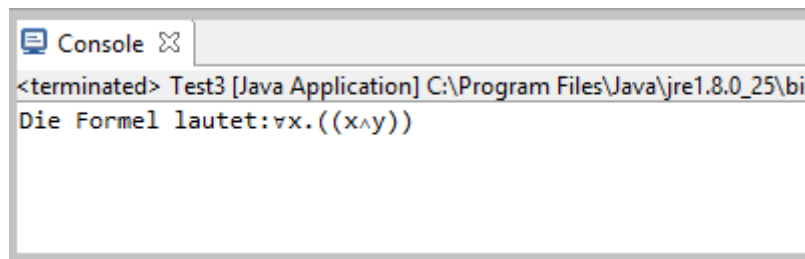 Console
<terminated> Test3 [Java Application] C:\Program Files\Java\jre1.8.0_25\bi
Die Formel lautet:∀x.((x∧y))